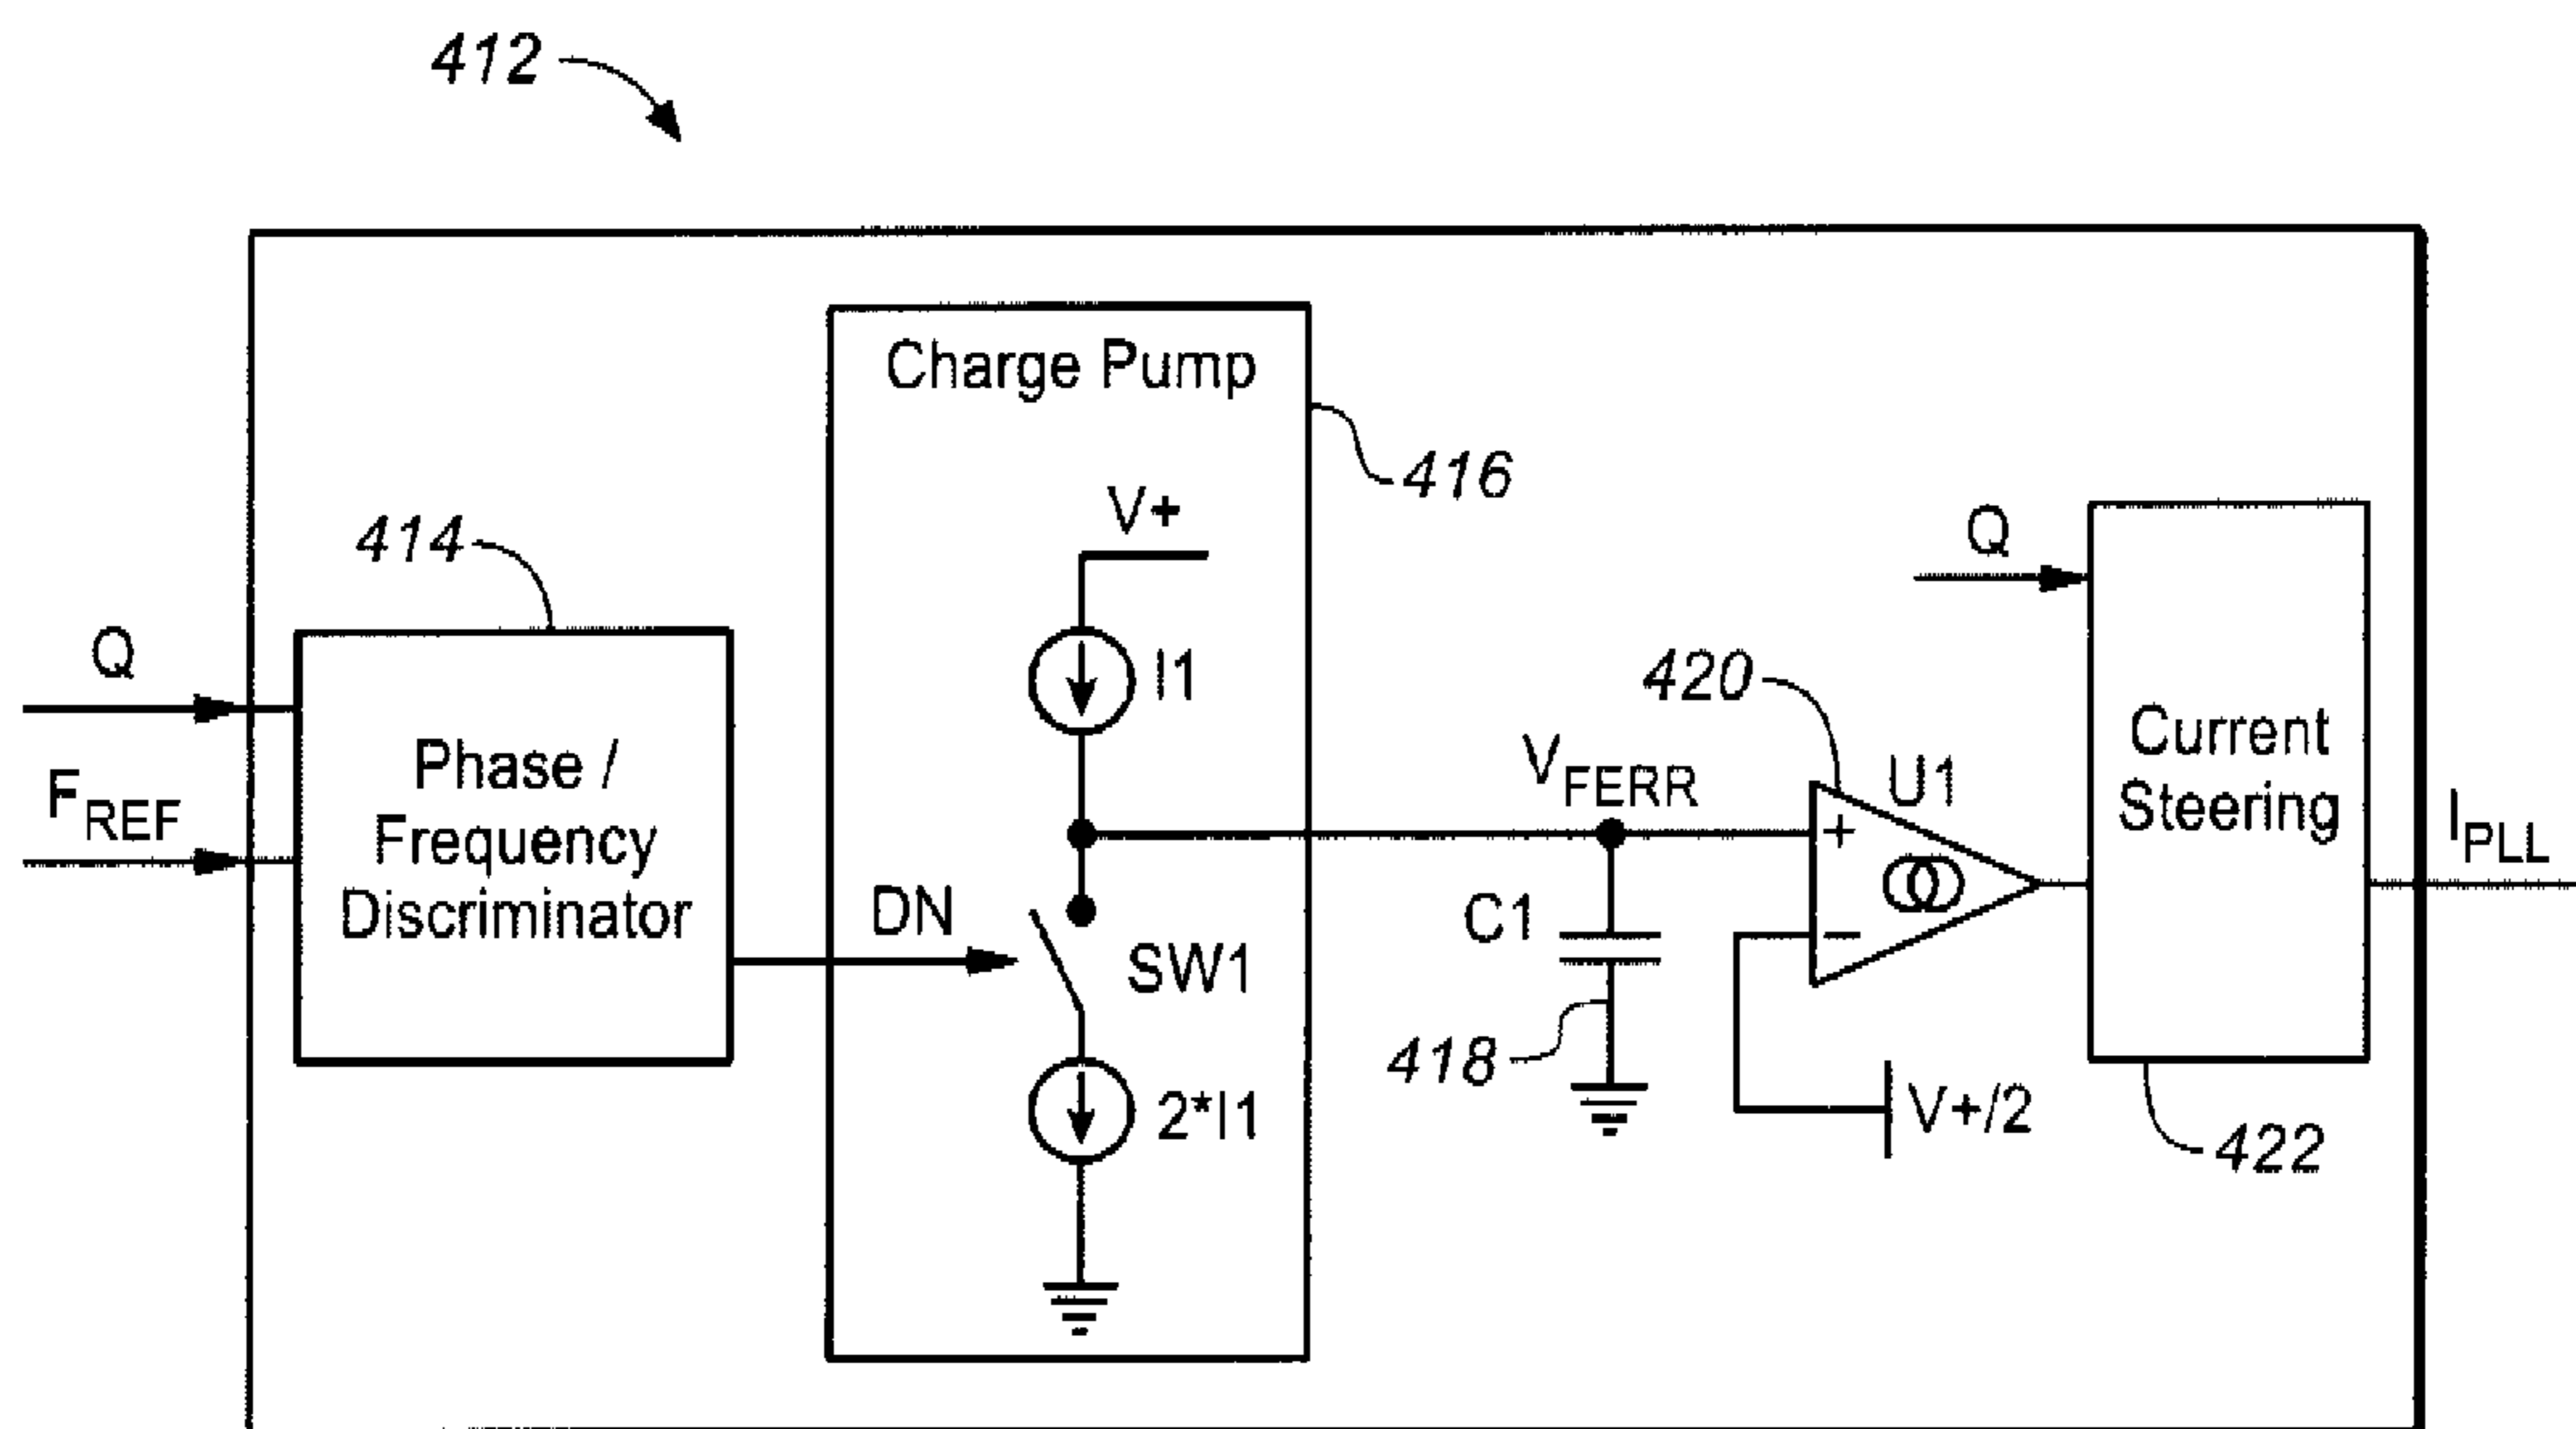 412
Charge Pump
416
V+
414
Q
Q
I1
420
Phase /
Frequency
Discriminator
F_REF
V_FERR
U1
Current
Steering
+
I_PLL
DN
C1
−
SW1
418
2*I1
V+/2
422